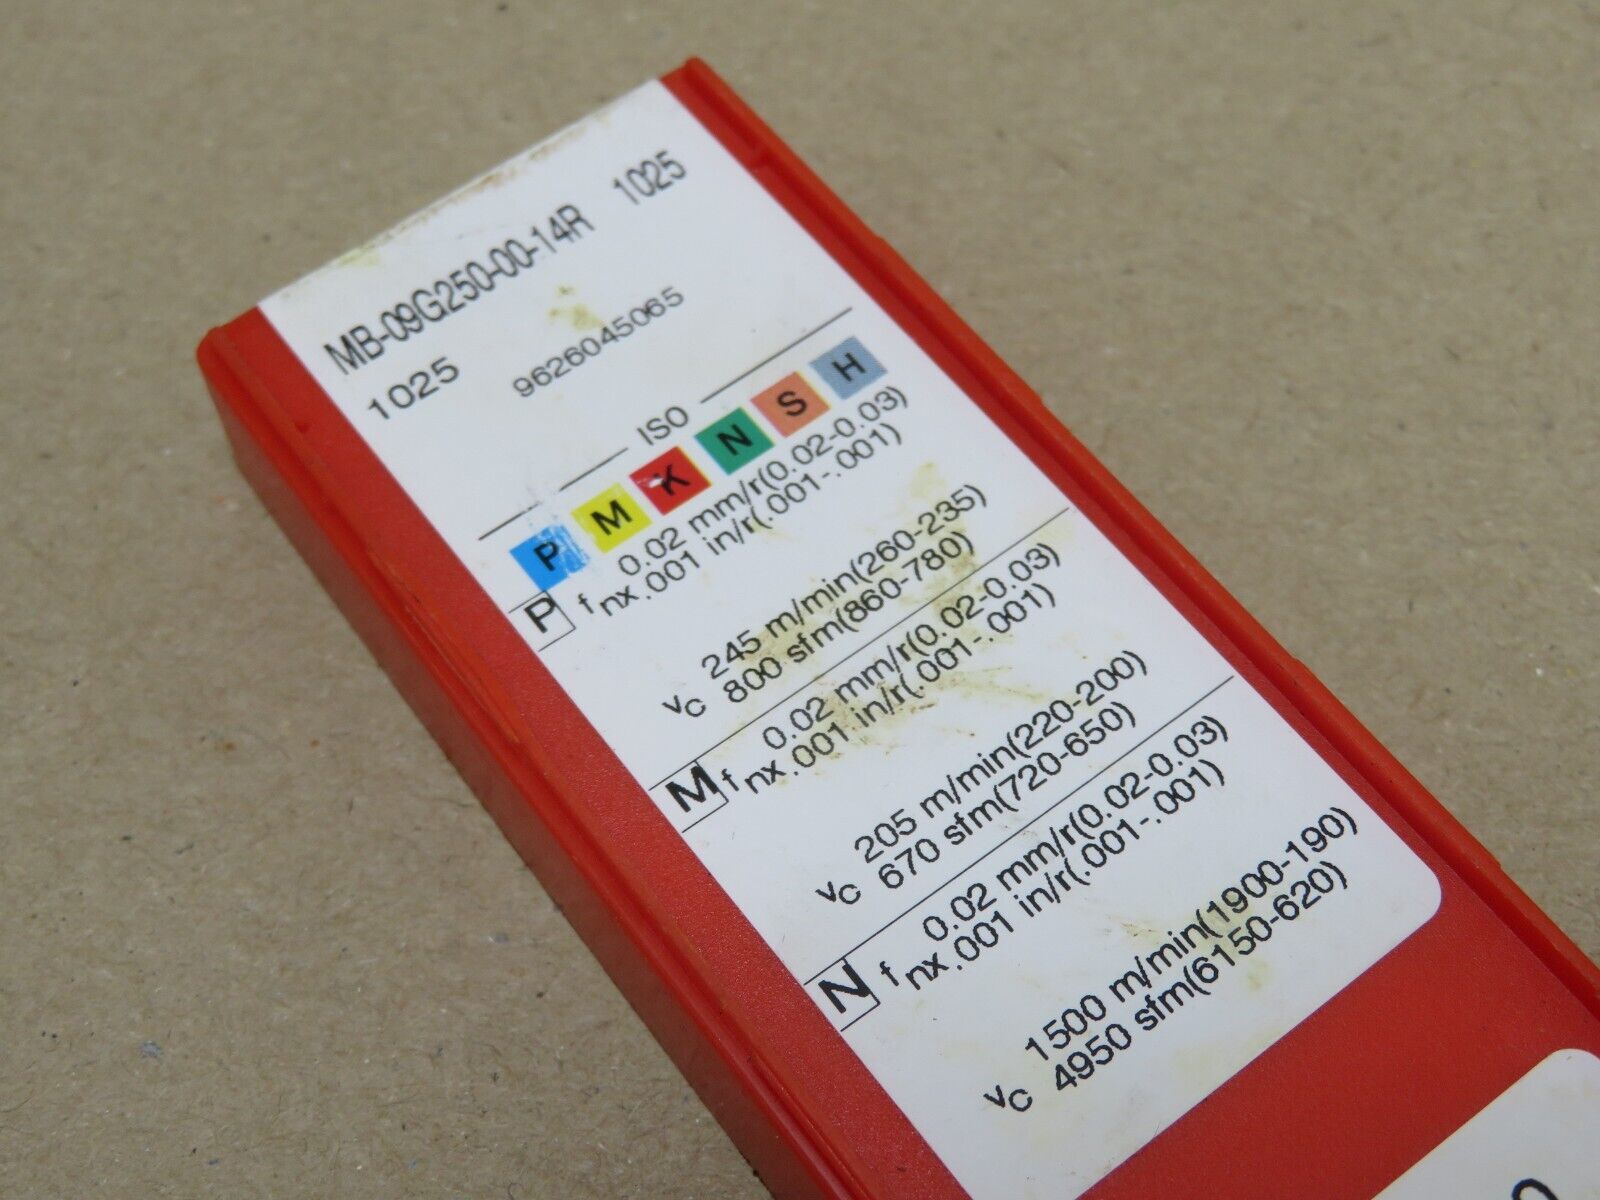 MB-09G250-00-14R 1025
1025 9626045065
ISO
P M K N S H
0.02 mm/r(0.02-0.03)
P fnx.001 in/r(.001-.001)
245 m/min(260-235)
vc 800 sfm(860-780)
0.02 mm/r(0.02-0.03)
M fnx.001 in/r(.001-.001)
205 m/min(220-200)
vc 670 sfm(720-650)
0.02 mm/r(0.02-0.03)
N fnx.001 in/r(.001-.001)
1500 m/min(1900-190)
vc 4950 sfm(6150-620)